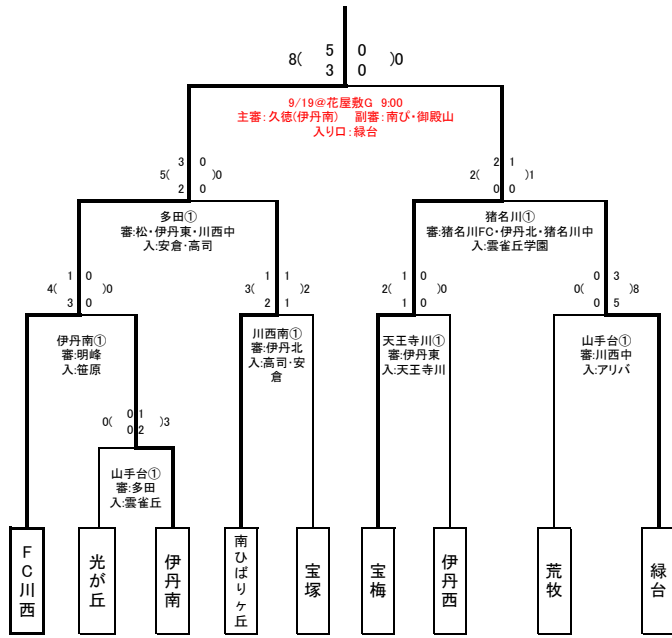 8( 5 0 )0
3 0
9/19@花屋敷G 9:00
主審:久徳(伊丹南) 副審:南ひ・御殿山
入り口:緑台
3 0
5( )0
2 0
2 1
2( )1
0 0
多田①
審:松・伊丹東・川西中
入:安倉・高司
猪名川①
審:猪名川FC・伊丹北・猪名川中
入:雲雀丘学園
1 0
4( )0
3 0
1 1
3( )2
2 1
1 0
2( )0
1 0
0 3
0( )8
0 5
伊丹南①
審:明峰
入:笹原
川西南①
審:伊丹北
入:高司・安
倉
天王寺川①
審:伊丹東
入:天王寺川
山手台①
審:川西中
入:アリバ
0 1
0( )3
0 2
山手台①
審:多田
入:雲雀丘
FC川西
光が丘
伊丹南
南ひばりヶ丘
宝塚
宝梅
伊丹西
荒牧
緑台